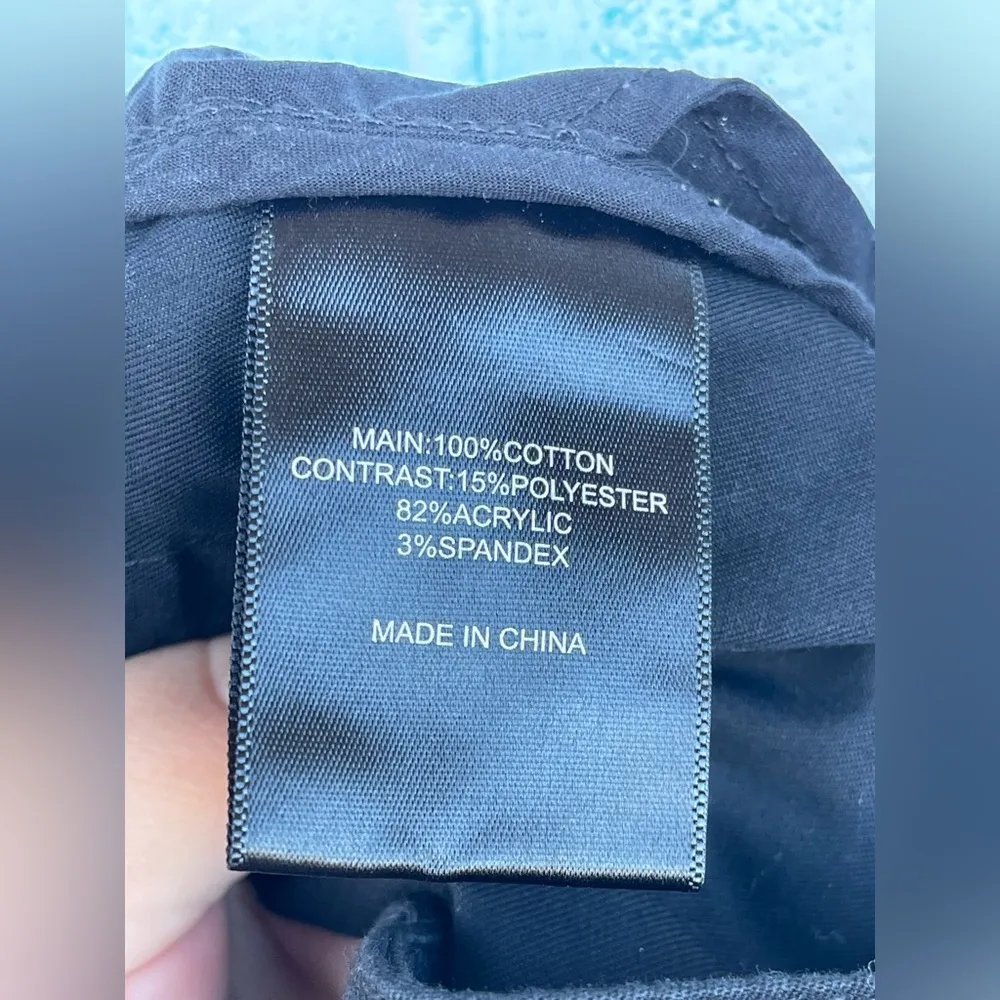 MAIN:100%COTTON
CONTRAST:15%POLYESTER
82%ACRYLIC
3%SPANDEX
MADE IN CHINA